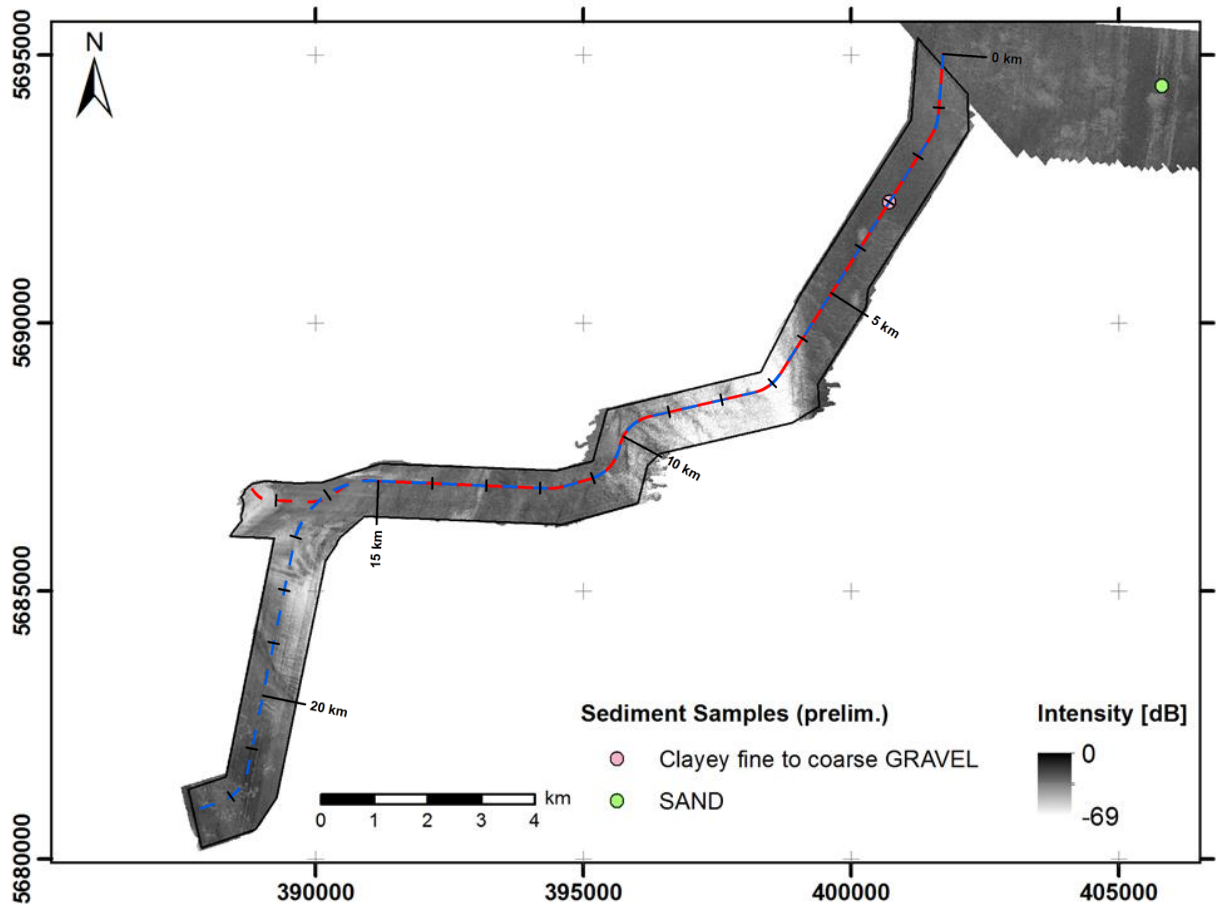 N
5695000
5690000
5685000
5680000
0 km
5 km
10 km
15 km
20 km
Sediment Samples (prelim.)
Clayey fine to coarse GRAVEL
SAND
Intensity [dB]
0
-69
km
0 1 2 3 4
390000 395000 400000 405000